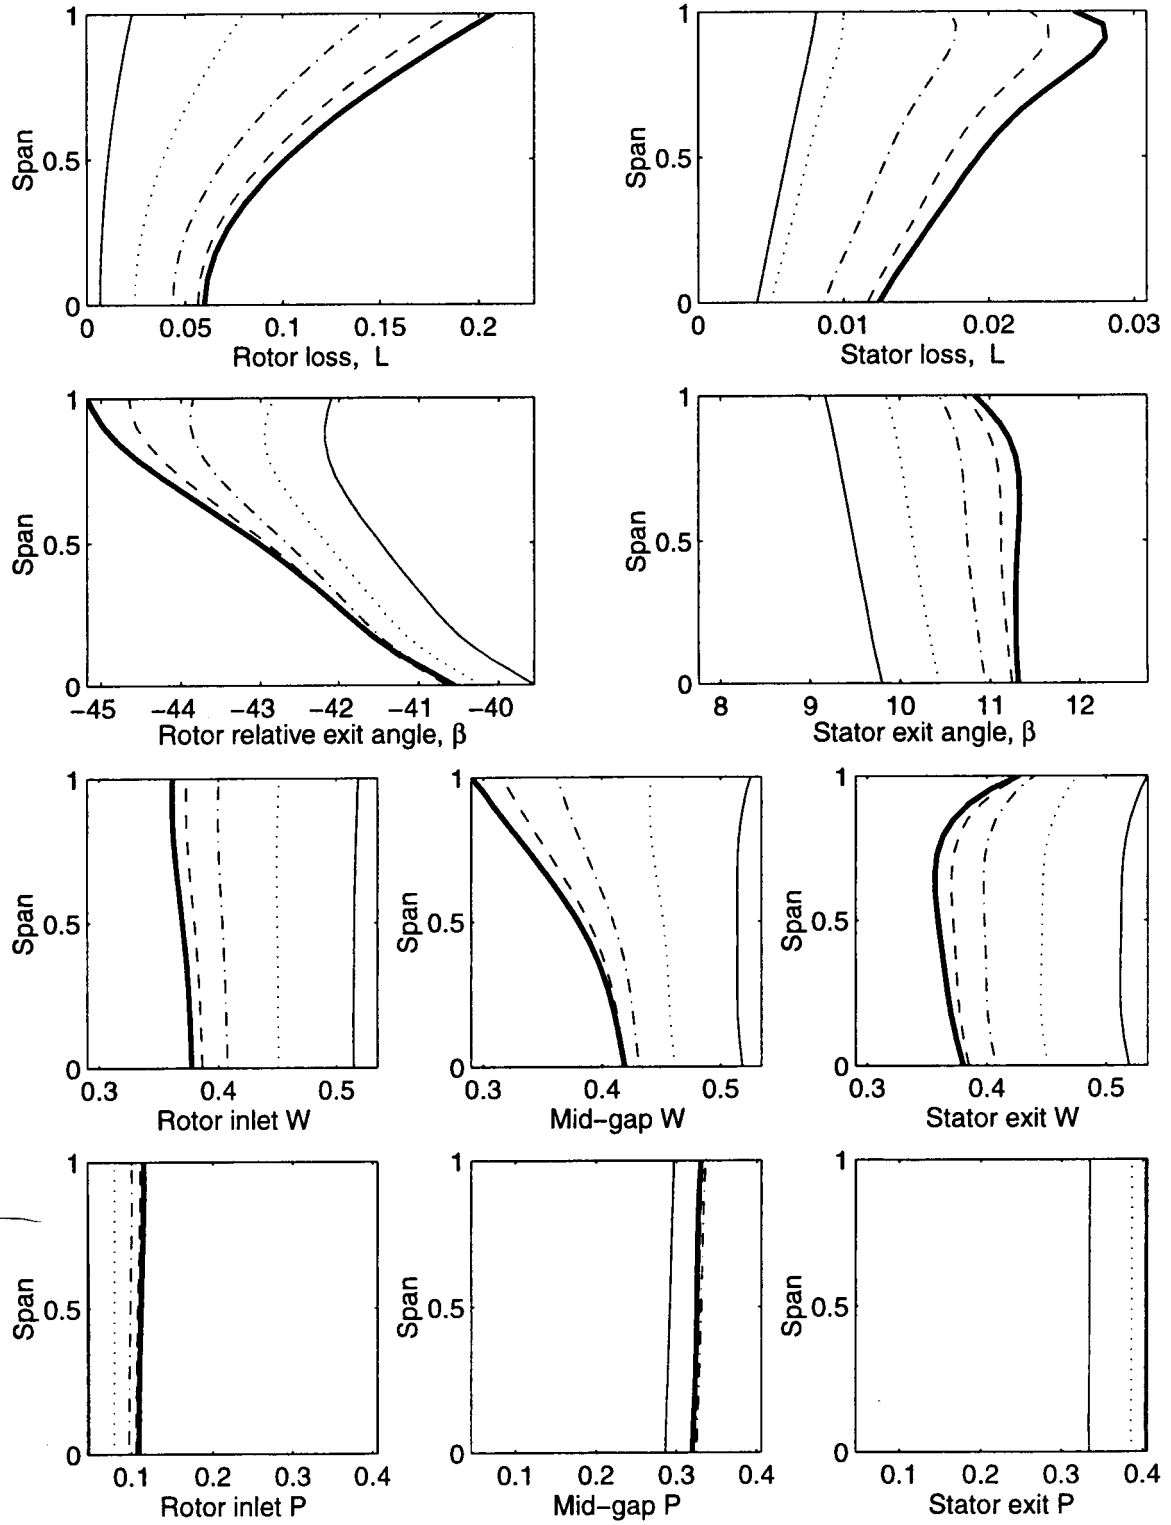 1
Span
0.5
0
0 0.05 0.1 0.15 0.2
Rotor loss, L
1
Span
0.5
0
0 0.01 0.02 0.03
Stator loss, L
1
Span
0.5
0
−45 −44 −43 −42 −41 −40
Rotor relative exit angle, β
1
Span
0.5
0
8 9 10 11 12
Stator exit angle, β
1
Span
0.5
0
0.3 0.4 0.5
Rotor inlet W
1
Span
0.5
0
0.3 0.4 0.5
Mid−gap W
1
Span
0.5
0
0.3 0.4 0.5
Stator exit W
1
Span
0.5
0
0.1 0.2 0.3 0.4
Rotor inlet P
1
Span
0.5
0
0.1 0.2 0.3 0.4
Mid−gap P
1
Span
0.5
0
0.1 0.2 0.3 0.4
Stator exit P